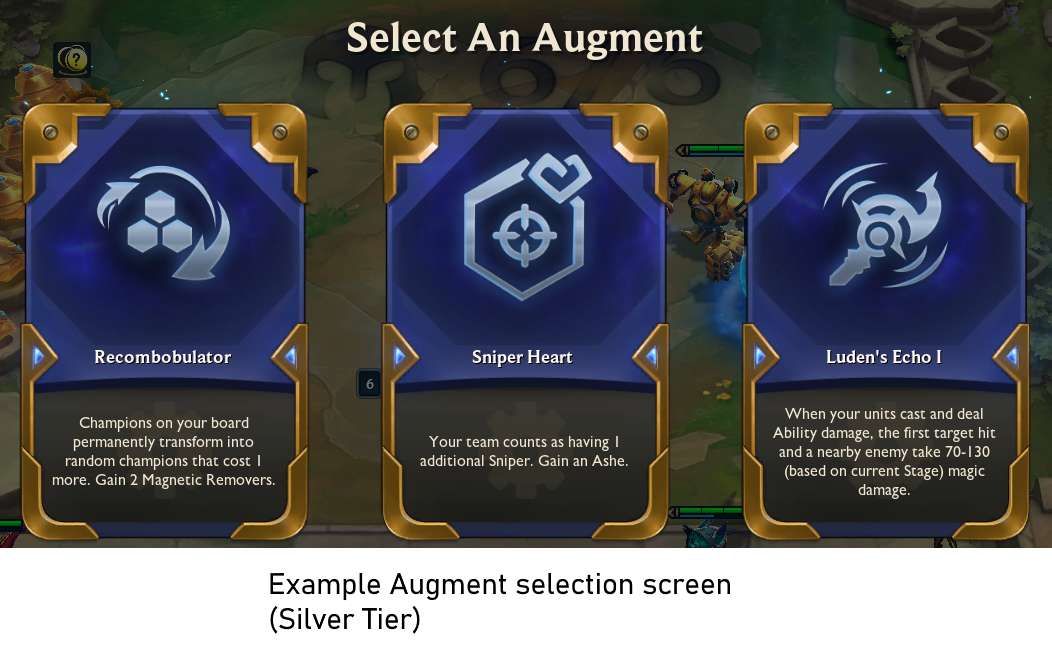 Select An Augment
?
Recombobulator
Champions on your board
permanently transform into
random champions that cost 1
more. Gain 2 Magnetic Removers.
6
Sniper Heart
Your team counts as having 1
additional Sniper. Gain an Ashe.
Luden's Echo I
When your units cast and deal
Ability damage, the first target hit
and a nearby enemy take 70-130
(based on current Stage) magic
damage.
Example Augment selection screen
(Silver Tier)